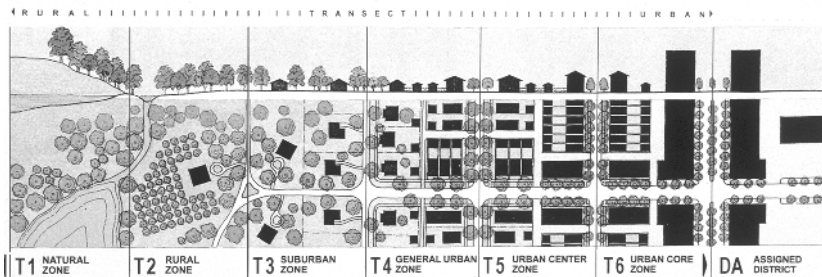 RURAL TRANSECT URBAN
T1 NATURAL ZONE
T2 RURAL ZONE
T3 SUBURBAN ZONE
T4 GENERAL URBAN ZONE
T5 URBAN CENTER ZONE
T6 URBAN CORE ZONE
DA ASSIGNED DISTRICT